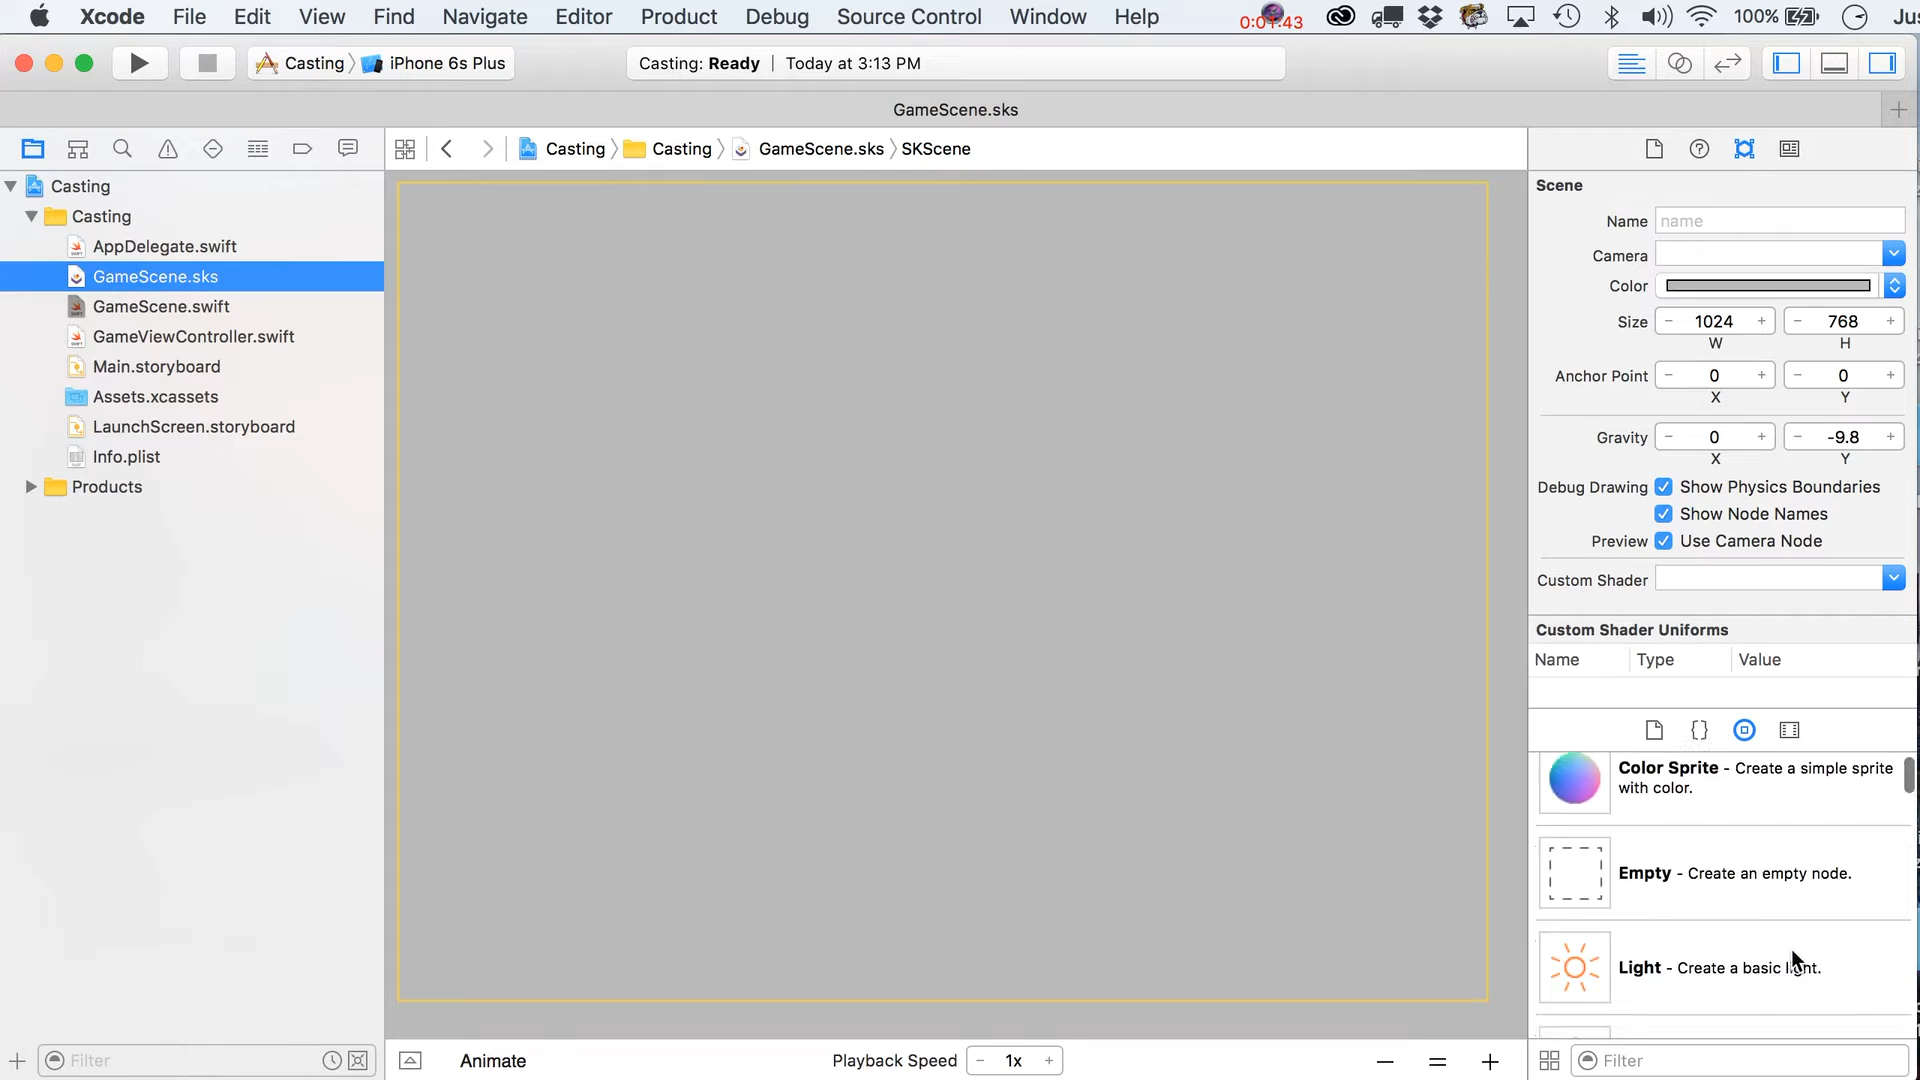 Xcode File Edit View Find Navigate Editor Product Debug Source Control Window Help 0:01:43 100% Jus
Casting iPhone 6s Plus Casting: Ready | Today at 3:13 PM
GameScene.sks
Casting Casting GameScene.sks SKScene
Casting
Casting
AppDelegate.swift
GameScene.sks
GameScene.swift
GameViewController.swift
Main.storyboard
Assets.xcassets
LaunchScreen.storyboard
Info.plist
Products
Filter
Animate Playback Speed − 1x +
Scene
Name name
Camera
Color
Size − 1024 + − 768 +
W H
Anchor Point − 0 + − 0 +
X Y
Gravity − 0 + − -9.8 +
X Y
Debug Drawing Show Physics Boundaries
Show Node Names
Preview Use Camera Node
Custom Shader
Custom Shader Uniforms
Name Type Value
{}
Color Sprite - Create a simple sprite
with color.
Empty - Create an empty node.
Light - Create a basic light.
Filter